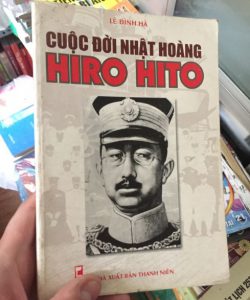 LÊ ĐÌNH HÀ
CUỘC ĐỜI NHẬT HOÀNG
HIRO HITO
NHÀ XUẤT BẢN THANH NIÊN